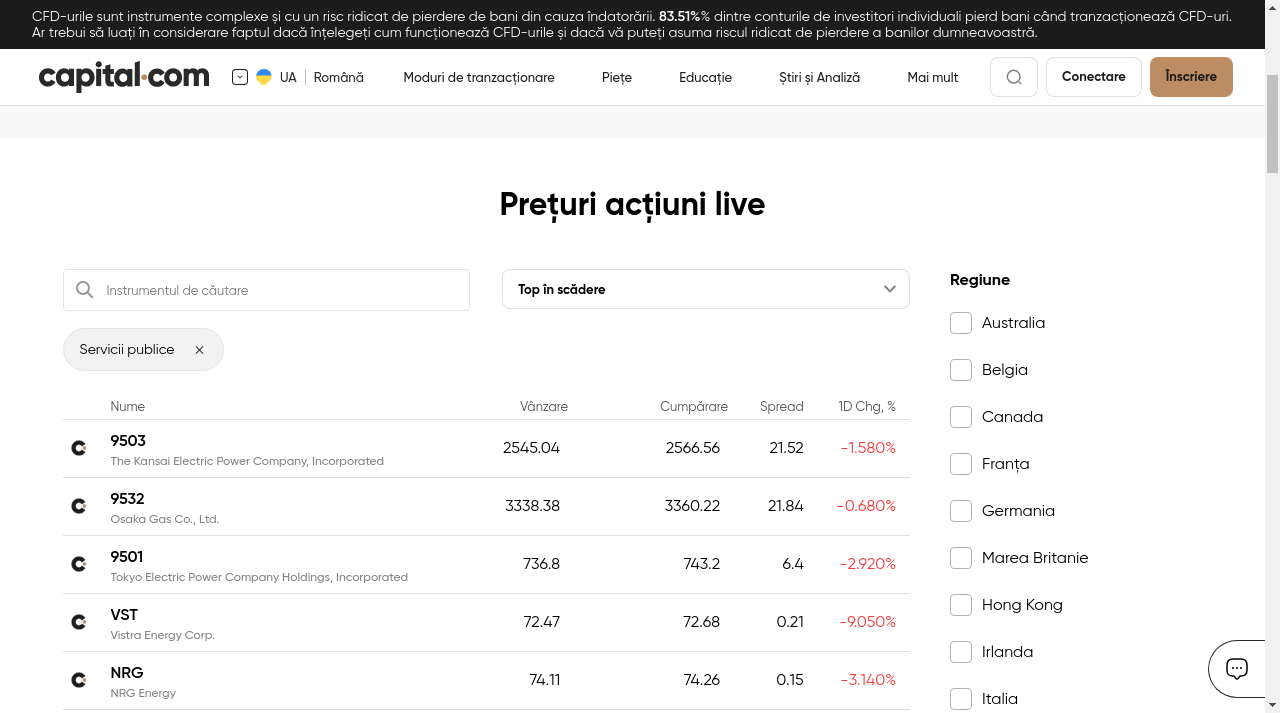 CFD-urile sunt instrumente complexe și cu un risc ridicat de pierdere de bani din cauza îndatorării. 83.51%% dintre conturile de investitori individuali pierd bani când tranzacționează CFD-uri.
Ar trebui să luați în considerare faptul dacă înțelegeți cum funcționează CFD-urile și dacă vă puteți asuma riscul ridicat de pierdere a banilor dumneavoastră.
capital.com UA Română Moduri de tranzacționare Piețe Educație Știri și Analiză Mai mult Conectare Înscriere
Prețuri acțiuni live
Instrumentul de căutare Top în scădere
Servicii publice
Nume Vânzare Cumpărare Spread 1D Chg, %
9503 2545.04 2566.56 21.52 -1.580%
The Kansai Electric Power Company, Incorporated
9532 3338.38 3360.22 21.84 -0.680%
Osaka Gas Co., Ltd.
9501 736.8 743.2 6.4 -2.920%
Tokyo Electric Power Company Holdings, Incorporated
VST 72.47 72.68 0.21 -9.050%
Vistra Energy Corp.
NRG 74.11 74.26 0.15 -3.140%
NRG Energy
Regiune
Australia
Belgia
Canada
Franța
Germania
Marea Britanie
Hong Kong
Irlanda
Italia